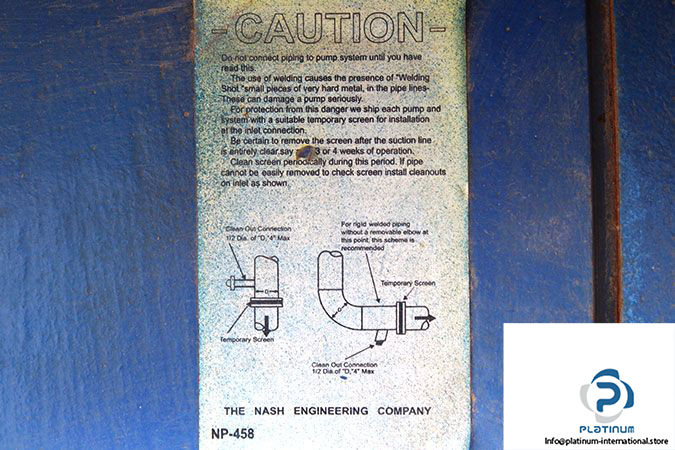 -CAUTION-
Do not connect piping to pump system until you have
read this.
The use of welding causes the presence of "Welding
Shot "small pieces of very hard metal, in the pipe lines-
These can damage a pump seriously.
For protection from this danger we ship each pump and
system with a suitable temporary screen for installation
at the inlet connection.
Be certain to remove the screen after the suction line
is entirely clear,say 3 or 4 weeks of operation.
Clean screen periodically during this period. If pipe
cannot be easily removed to check screen install cleanouts
on inlet as shown.
Clean Out Connection
1/2 Dia. of "D,"4" Max
D
Temporary Screen
For rigid welded piping
without a removable elbow at
this point, this scheme is
recommended
Temporary Screen
D
Clean Out Connection
1/2 Dia of "D,"4" Max
THE NASH ENGINEERING COMPANY
NP-458
PLATINUM
Info@platinum-international.store